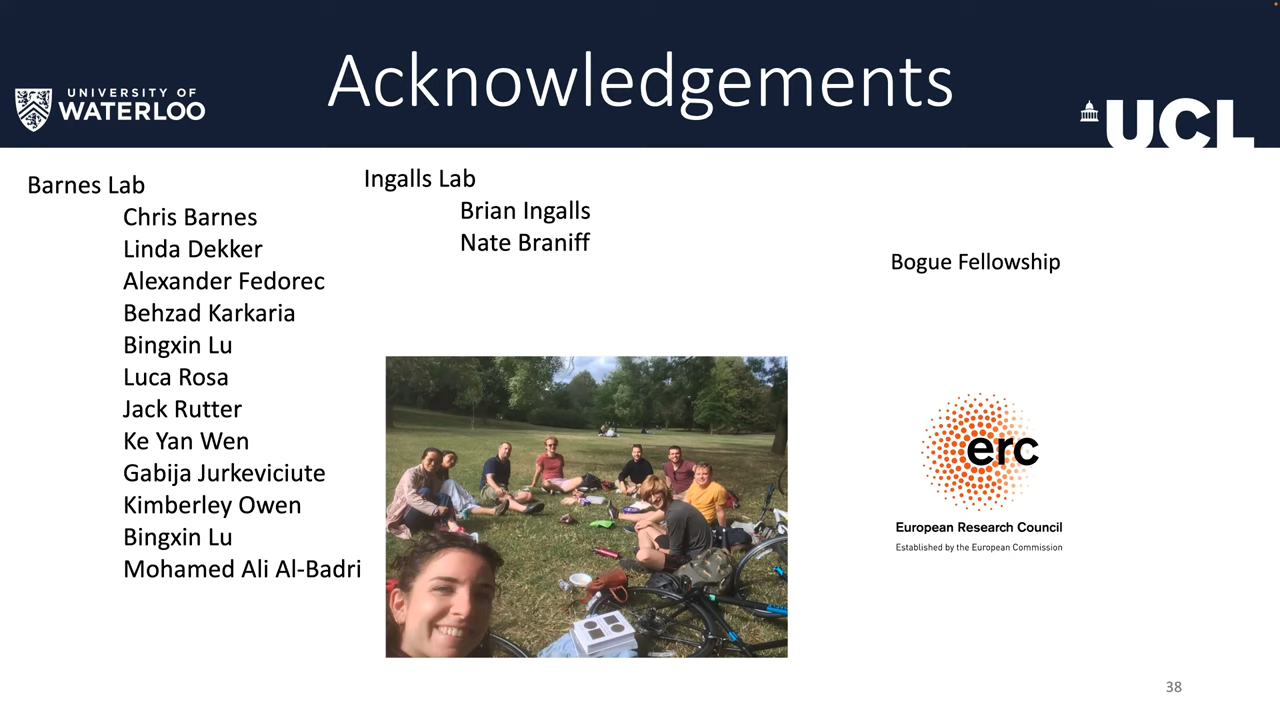 Acknowledgements
UNIVERSITY OF
WATERLOO
UCL
Barnes Lab
Chris Barnes
Linda Dekker
Alexander Fedorec
Behzad Karkaria
Bingxin Lu
Luca Rosa
Jack Rutter
Ke Yan Wen
Gabija Jurkeviciute
Kimberley Owen
Bingxin Lu
Mohamed Ali Al-Badri
Ingalls Lab
Brian Ingalls
Nate Braniff
Bogue Fellowship
erc
European Research Council
Established by the European Commission
38